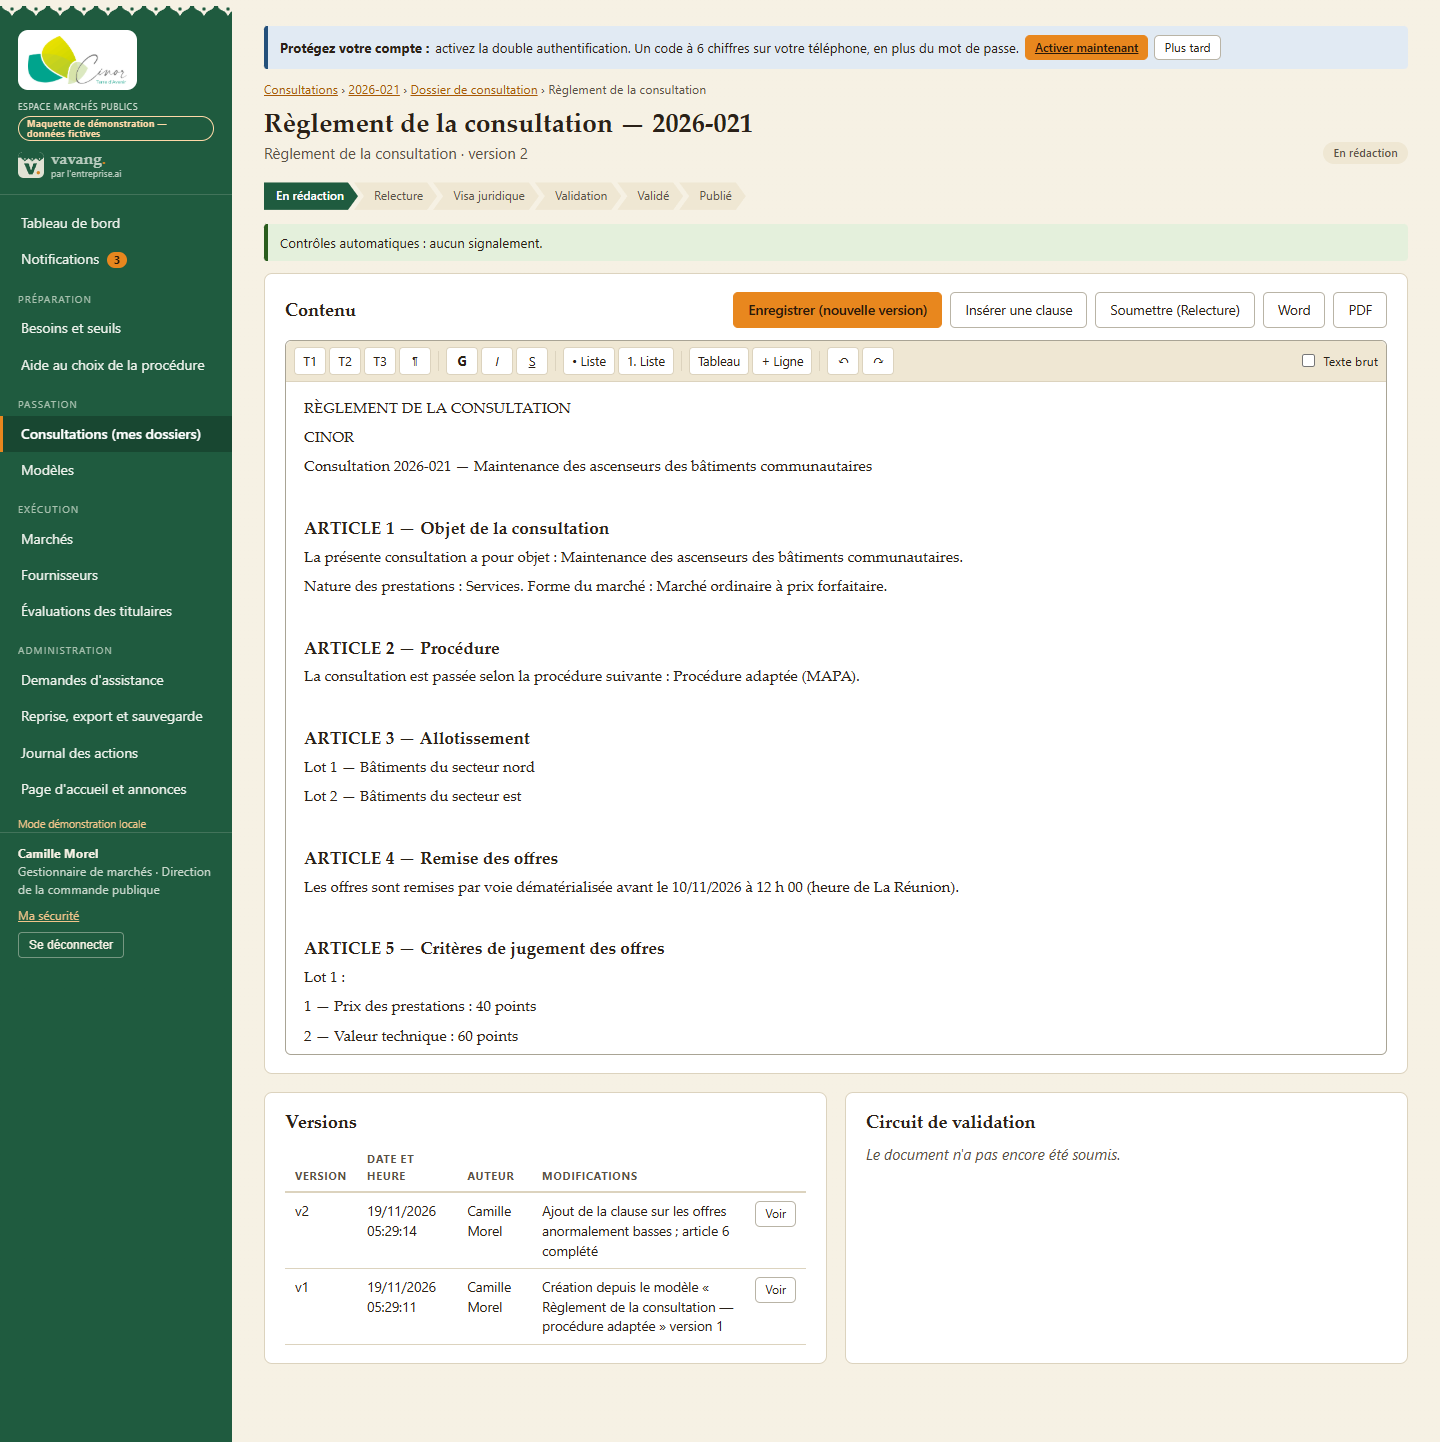 Cinor
Terre d'Avenir
ESPACE MARCHÉS PUBLICS
Maquette de démonstration —
données fictives
vavang.
par l'entreprise.ai
Tableau de bord
Notifications 3
PRÉPARATION
Besoins et seuils
Aide au choix de la procédure
PASSATION
Consultations (mes dossiers)
Modèles
EXÉCUTION
Marchés
Fournisseurs
Évaluations des titulaires
ADMINISTRATION
Demandes d'assistance
Reprise, export et sauvegarde
Journal des actions
Page d'accueil et annonces
Mode démonstration locale
Camille Morel
Gestionnaire de marchés · Direction
de la commande publique
Ma sécurité
Se déconnecter
Protégez votre compte : activez la double authentification. Un code à 6 chiffres sur votre téléphone, en plus du mot de passe. Activer maintenant Plus tard
Consultations › 2026-021 › Dossier de consultation › Règlement de la consultation
Règlement de la consultation — 2026-021
Règlement de la consultation · version 2
En rédaction
En rédaction Relecture Visa juridique Validation Validé Publié
Contrôles automatiques : aucun signalement.
Contenu Enregistrer (nouvelle version) Insérer une clause Soumettre (Relecture) Word PDF
T1 T2 T3 ¶ G I S • Liste 1. Liste Tableau + Ligne ↶ ↷ Texte brut
RÈGLEMENT DE LA CONSULTATION
CINOR
Consultation 2026-021 — Maintenance des ascenseurs des bâtiments communautaires
ARTICLE 1 — Objet de la consultation
La présente consultation a pour objet : Maintenance des ascenseurs des bâtiments communautaires.
Nature des prestations : Services. Forme du marché : Marché ordinaire à prix forfaitaire.
ARTICLE 2 — Procédure
La consultation est passée selon la procédure suivante : Procédure adaptée (MAPA).
ARTICLE 3 — Allotissement
Lot 1 — Bâtiments du secteur nord
Lot 2 — Bâtiments du secteur est
ARTICLE 4 — Remise des offres
Les offres sont remises par voie dématérialisée avant le 10/11/2026 à 12 h 00 (heure de La Réunion).
ARTICLE 5 — Critères de jugement des offres
Lot 1 :
1 — Prix des prestations : 40 points
2 — Valeur technique : 60 points
Versions
VERSION DATE ET HEURE AUTEUR MODIFICATIONS
v2 19/11/2026 05:29:14 Camille Morel Ajout de la clause sur les offres anormalement basses ; article 6 complété Voir
v1 19/11/2026 05:29:11 Camille Morel Création depuis le modèle « Règlement de la consultation — procédure adaptée » version 1 Voir
Circuit de validation
Le document n'a pas encore été soumis.